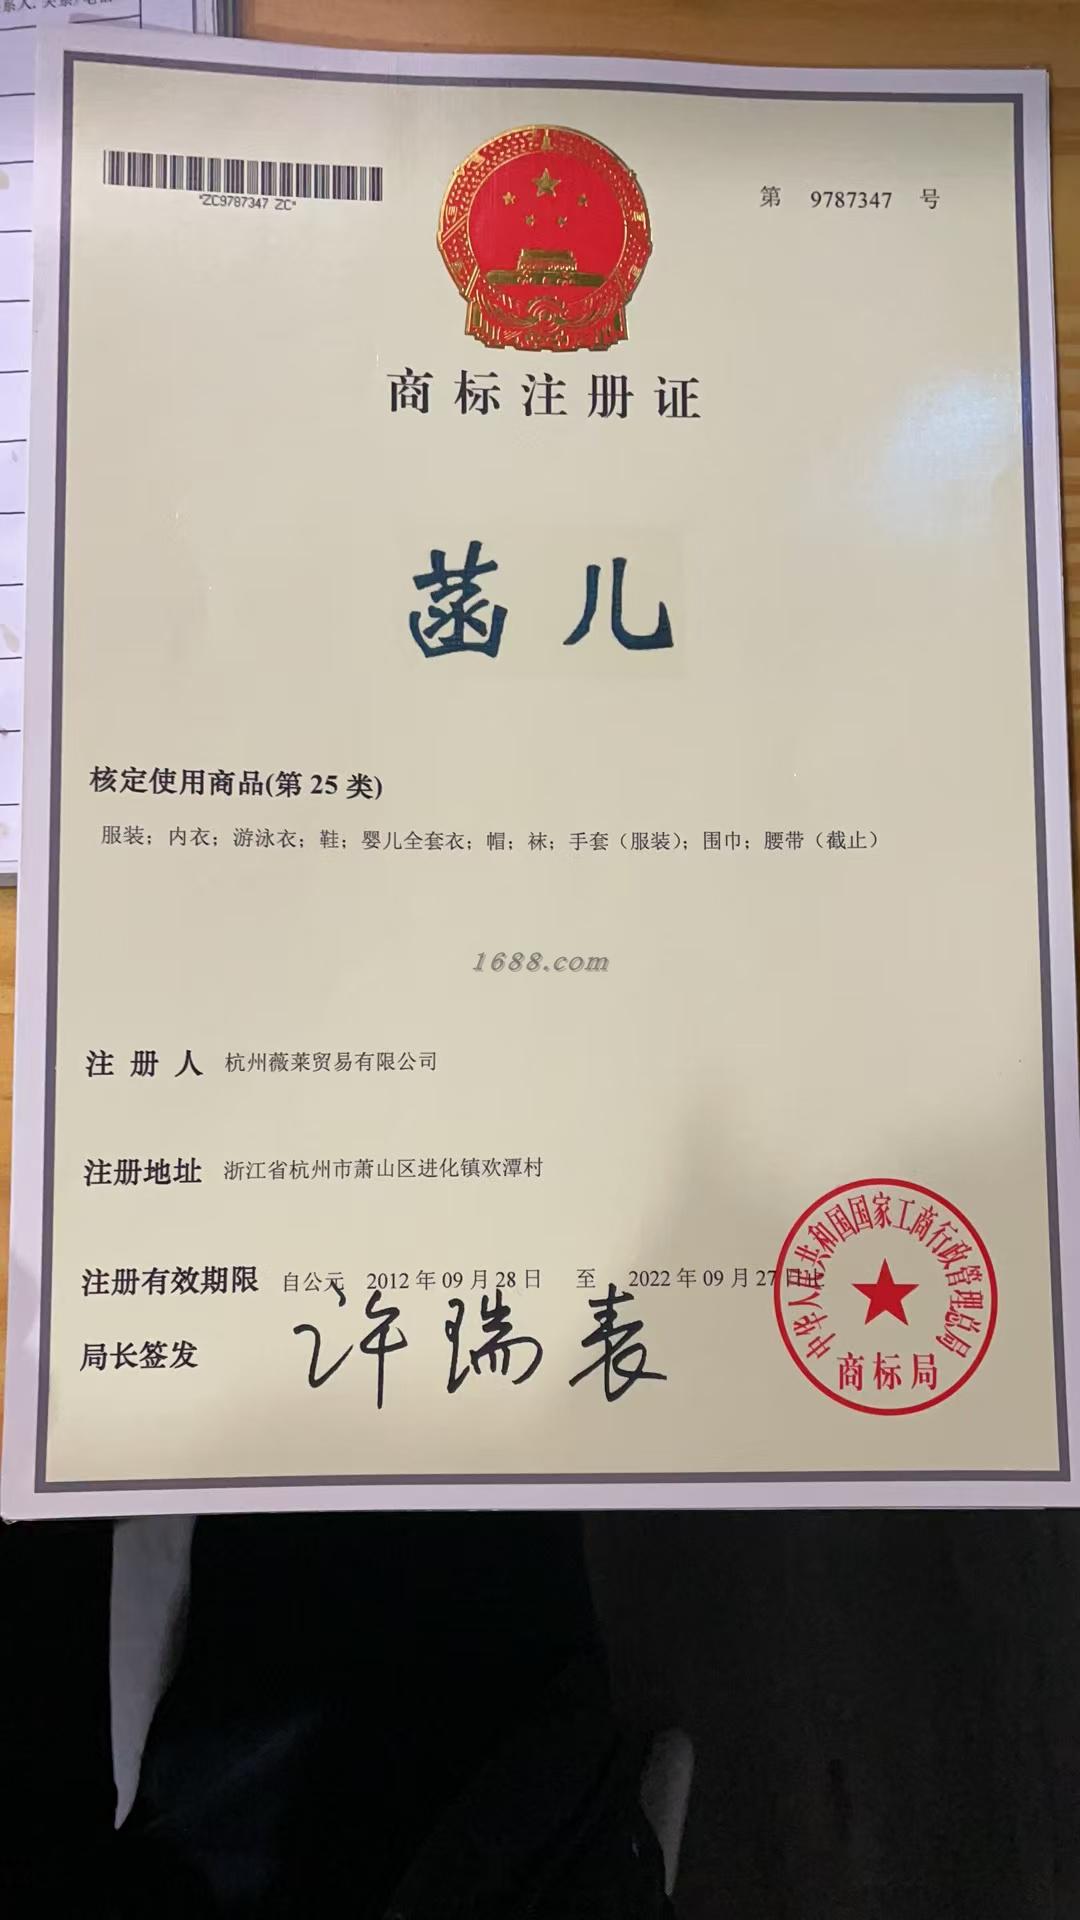 *ZC9787347 ZC*
第 9787347 号
商标注册证
菡儿
核定使用商品(第 25 类)
服装；内衣；游泳衣；鞋；婴儿全套衣；帽；袜；手套（服装）；围巾；腰带（截止）
1688.com
注 册 人 杭州薇莱贸易有限公司
注册地址 浙江省杭州市萧山区进化镇欢潭村
注册有效期限 自公元 2012 年 09 月 28 日 至 2022 年 09 月 27 日止
局长签发 许瑞表
中华人民共和国国家工商行政管理总局
商标局